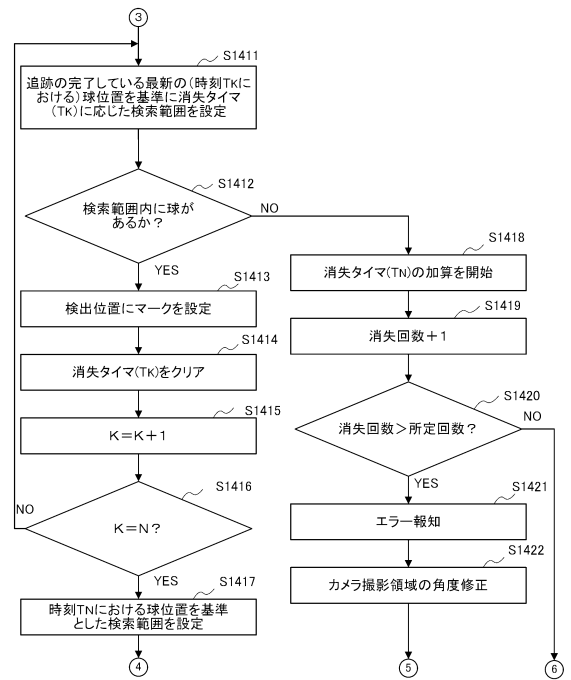 3
S1411
追跡の完了している最新の(時刻TKに
おける)球位置を基準に消失タイマ
(TK)に応じた検索範囲を設定
S1412
検索範囲内に球が
あるか?
NO
YES
S1413
検出位置にマークを設定
S1414
消失タイマ(TK)をクリア
S1415
K=K+1
S1416
K=N?
NO
YES
S1417
時刻TNにおける球位置を基準
とした検索範囲を設定
4
S1418
消失タイマ(TN)の加算を開始
S1419
消失回数+1
S1420
消失回数>所定回数?
NO
YES
S1421
エラー報知
S1422
カメラ撮影領域の角度修正
5
6